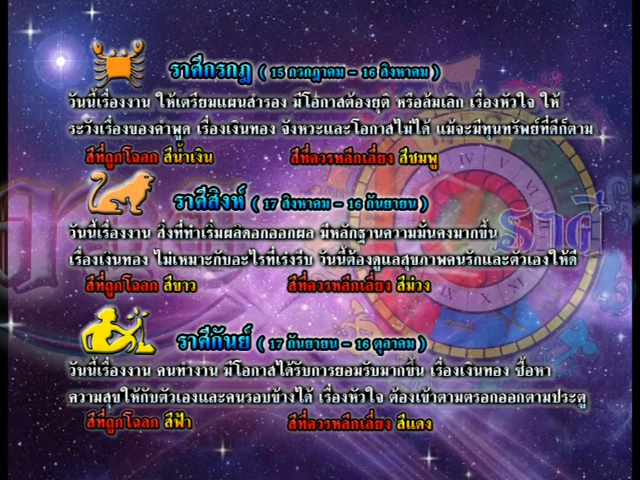 ราศีกรกฎ ( 15 กรกฎาคม - 16 สิงหาคม )
วันนี้เรื่องงาน ให้เตรียมแผนสำรอง มีโอกาสต้องยุติ หรือล้มเลิก เรื่องหัวใจ ให้
ระวังเรื่องของคำพูด เรื่องเงินทอง จังหวะและโอกาสไม่ได้ แม้จะมีทุนทรัพย์ที่ดีก็ตาม
สีที่ถูกโฉลก สีน้ำเงิน สีที่ควรหลีกเลี่ยง สีชมพู
ราศีสิงห์ ( 17 สิงหาคม - 16 กันยายน )
วันนี้เรื่องงาน สิ่งที่ทำเริ่มผลิดอกออกผล มีหลักฐานความมั่นคงมากขึ้น
เรื่องเงินทอง ไม่เหมาะกับอะไรที่เร่งรีบ วันนี้ต้องดูแลสุขภาพคนรักและตัวเองให้ดี
สีที่ถูกโฉลก สีขาว สีที่ควรหลีกเลี่ยง สีม่วง
ราศี
ราศีกันย์ ( 17 กันยายน - 16 ตุลาคม )
วันนี้เรื่องงาน คนทำงาน มีโอกาสได้รับการยอมรับมากขึ้น เรื่องเงินทอง ซื้อหา
ความสุขให้กับตัวเองและคนรอบข้างได้ เรื่องหัวใจ ต้องเข้าตามตรอกออกตามประตู
สีที่ถูกโฉลก สีฟ้า สีที่ควรหลีกเลี่ยง สีแดง